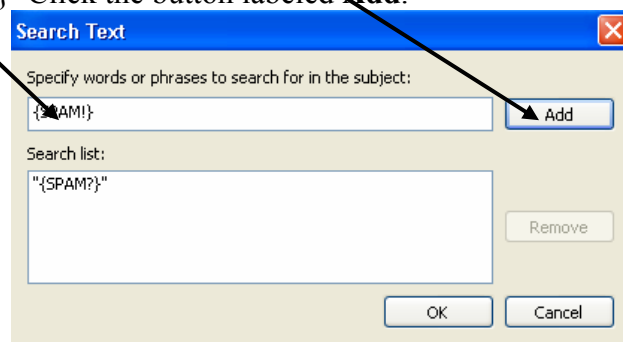 Click the button labeled Add.
Search Text
Specify words or phrases to search for in the subject:
{SPAM!}
Add
Search list:
"{SPAM?}"
Remove
OK
Cancel